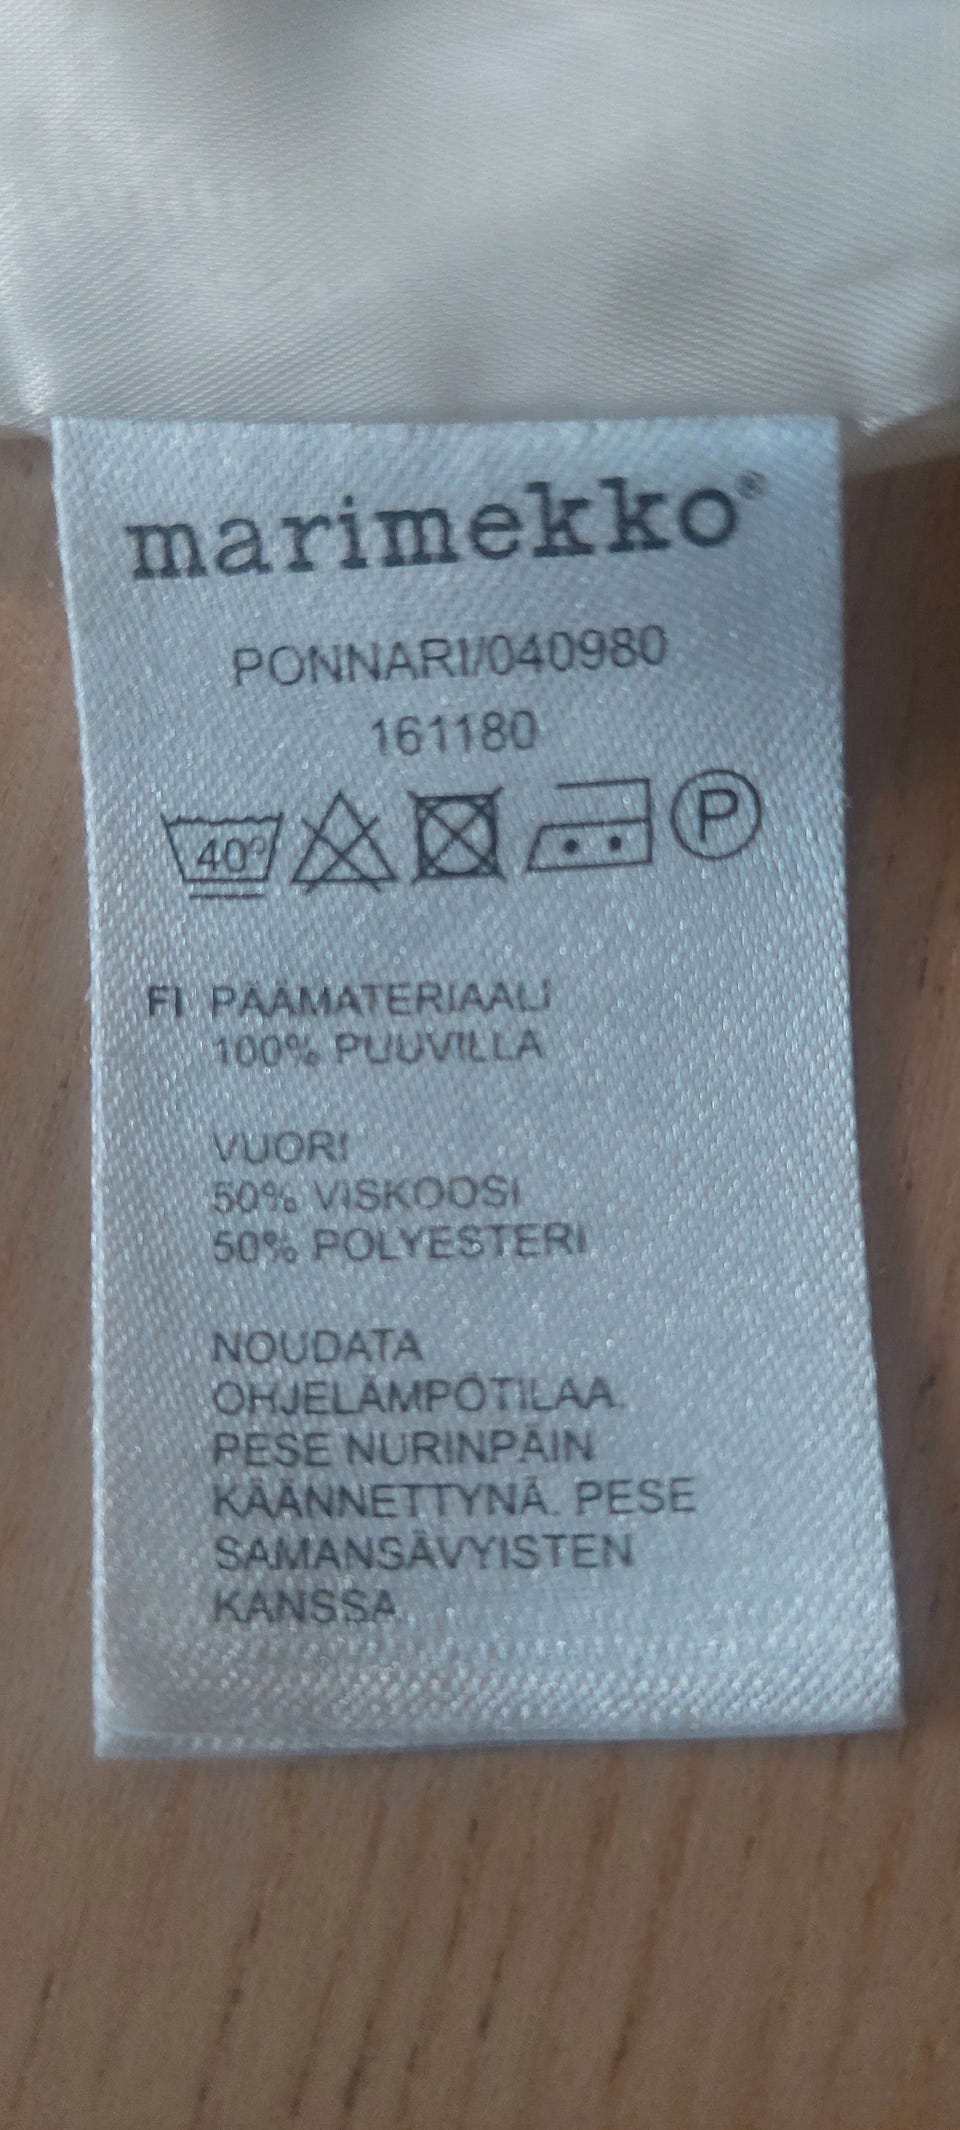 marimekko®
PONNARI/040980
161180
40° P
FI PÄÄMATERIAALI
100% PUUVILLA
VUORI
50% VISKOOSI
50% POLYESTERI
NOUDATA
OHJELÄMPÖTILAA.
PESE NURINPÄIN
KÄÄNNETTYNÄ. PESE
SAMANSÄVYISTEN
KANSSA.